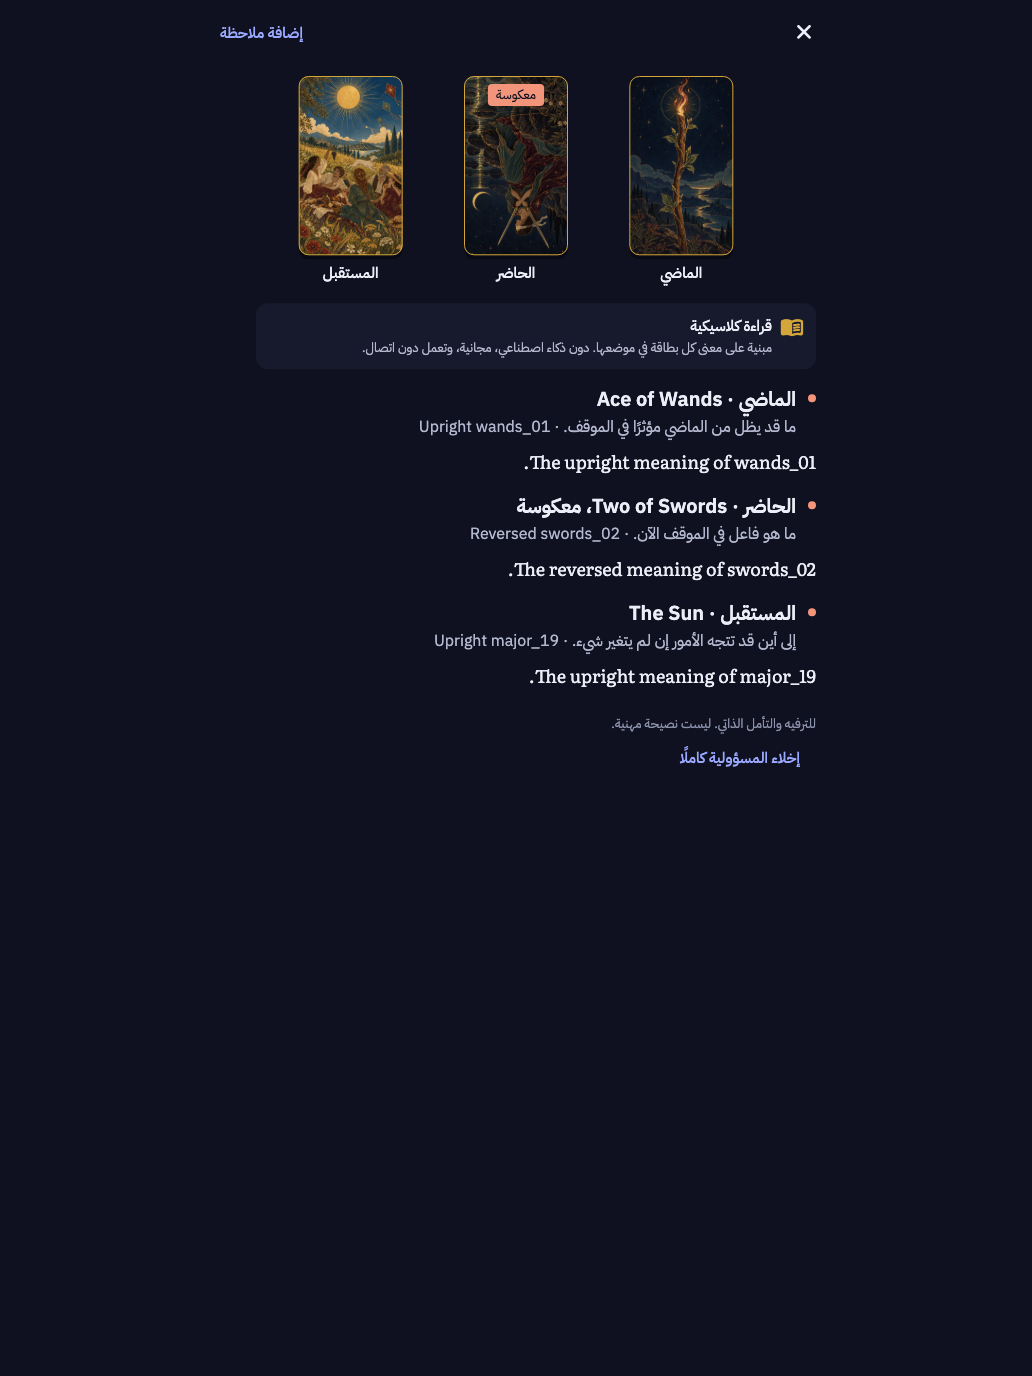 إضافة ملاحظة
معكوسة
الماضي
الحاضر
المستقبل
قراءة كلاسيكية
مبنية على معنى كل بطاقة في موضعها. دون ذكاء اصطناعي، مجانية، وتعمل دون اتصال.
الماضي · Ace of Wands
ما قد يظل من الماضي مؤثرًا في الموقف. · Upright wands_01
The upright meaning of wands_01.
الحاضر · Two of Swords، معكوسة
ما هو فاعل في الموقف الآن. · Reversed swords_02
The reversed meaning of swords_02.
المستقبل · The Sun
إلى أين قد تتجه الأمور إن لم يتغير شيء. · Upright major_19
The upright meaning of major_19.
للترفيه والتأمل الذاتي. ليست نصيحة مهنية.
إخلاء المسؤولية كاملًا